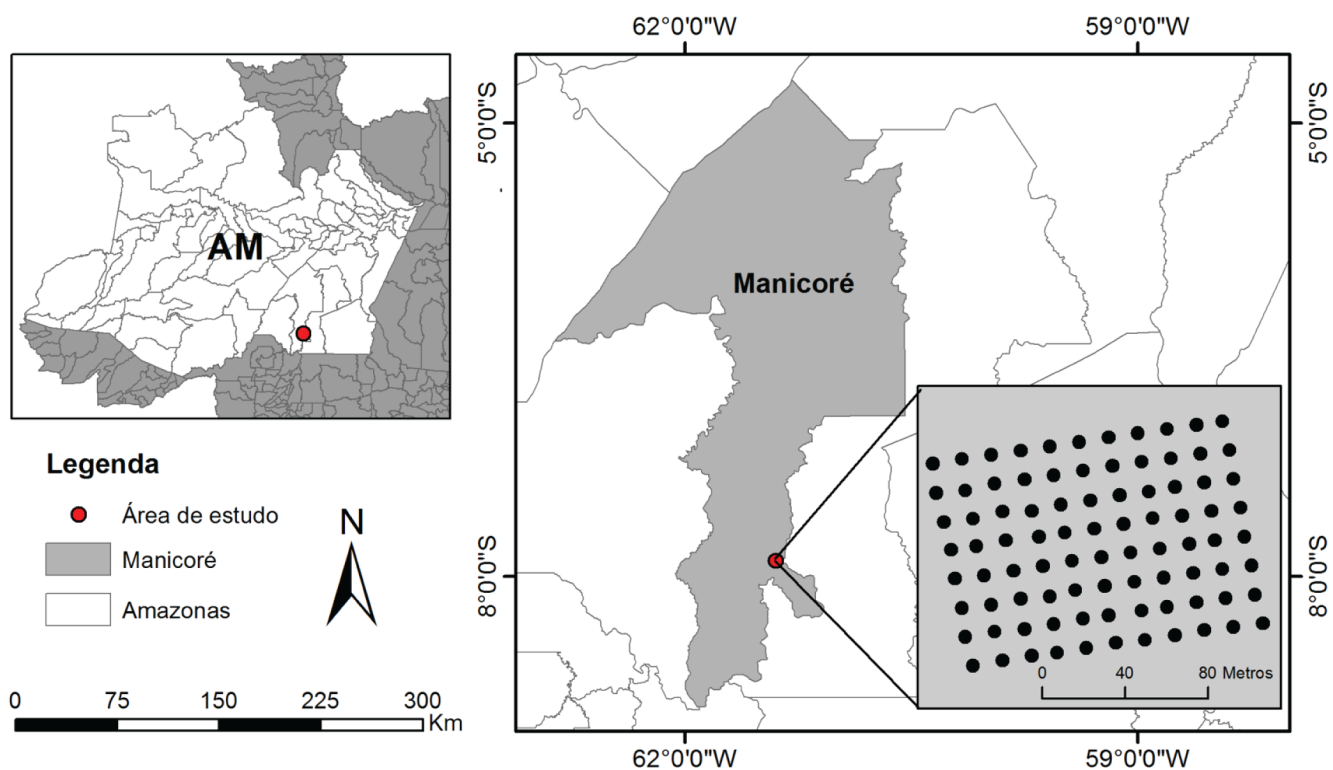 AM
Legenda
Área de estudo
Manicoré
Amazonas
N
0 75 150 225 300 Km
62°0'0"W 59°0'0"W
5°0'0"S 5°0'0"S
Manicoré
8°0'0"S 8°0'0"S
0 40 80 Metros
62°0'0"W 59°0'0"W